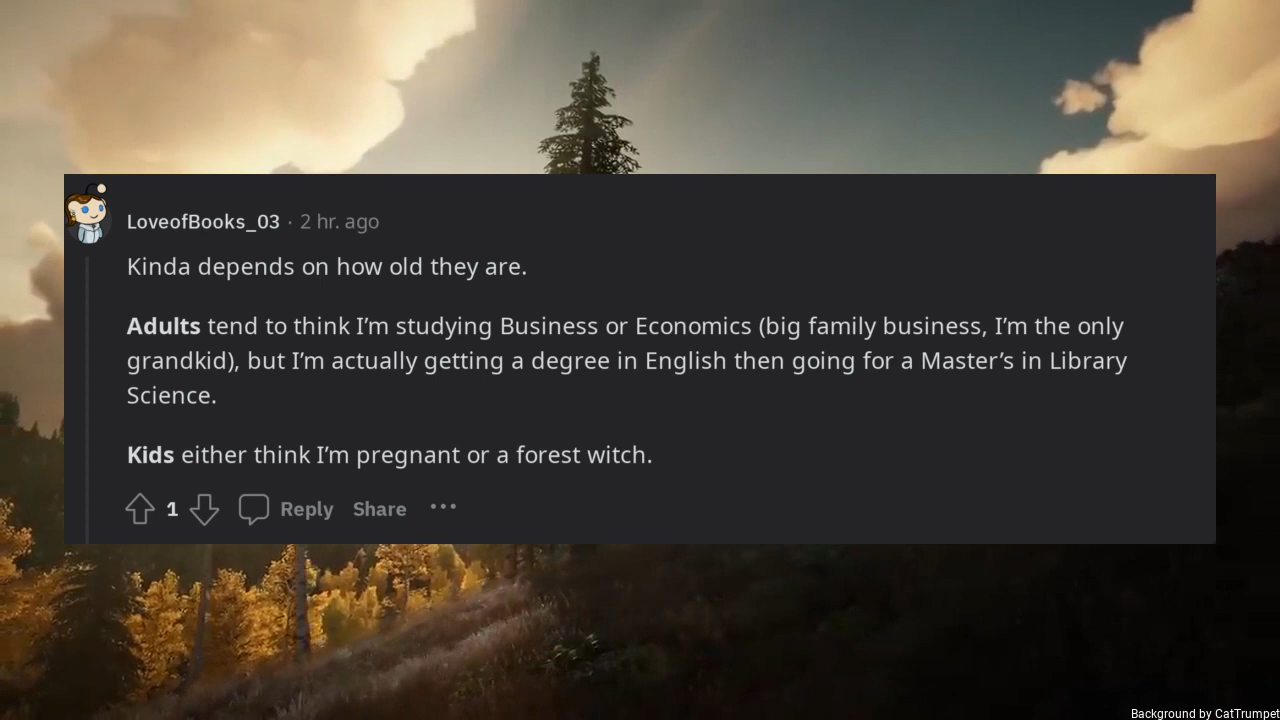 LoveofBooks_03 · 2 hr. ago
Kinda depends on how old they are.
Adults tend to think I’m studying Business or Economics (big family business, I’m the only
grandkid), but I’m actually getting a degree in English then going for a Master’s in Library
Science.
Kids either think I’m pregnant or a forest witch.
1 Reply Share ···
Background by CatTrumpet